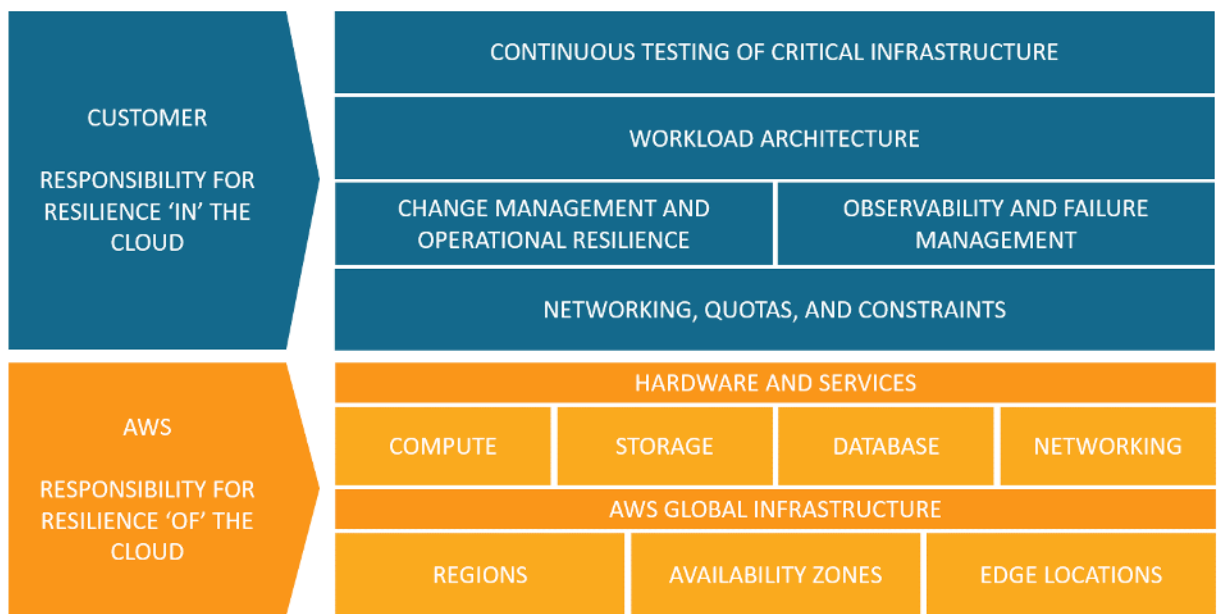 CUSTOMER
RESPONSIBILITY FOR
RESILIENCE ‘IN’ THE
CLOUD
CONTINUOUS TESTING OF CRITICAL INFRASTRUCTURE
WORKLOAD ARCHITECTURE
CHANGE MANAGEMENT AND
OPERATIONAL RESILIENCE
OBSERVABILITY AND FAILURE
MANAGEMENT
NETWORKING, QUOTAS, AND CONSTRAINTS
AWS
RESPONSIBILITY FOR
RESILIENCE ‘OF’ THE
CLOUD
HARDWARE AND SERVICES
COMPUTE
STORAGE
DATABASE
NETWORKING
AWS GLOBAL INFRASTRUCTURE
REGIONS
AVAILABILITY ZONES
EDGE LOCATIONS